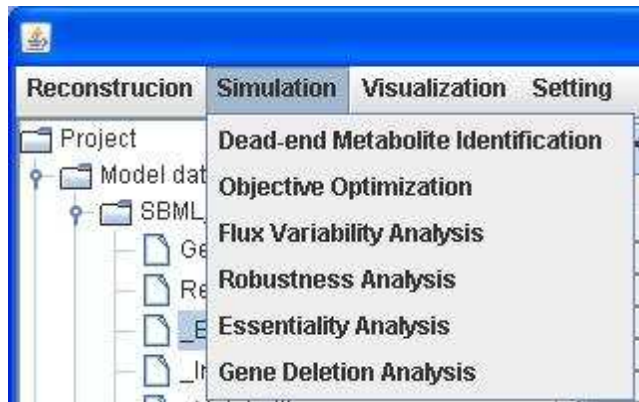 Reconstrucion Simulation Visualization Setting
Project
Dead-end Metabolite Identification
Model dat
Objective Optimization
SBML_
Flux Variability Analysis
Ge
Robustness Analysis
Re
Essentiality Analysis
_E
Gene Deletion Analysis
_Ir